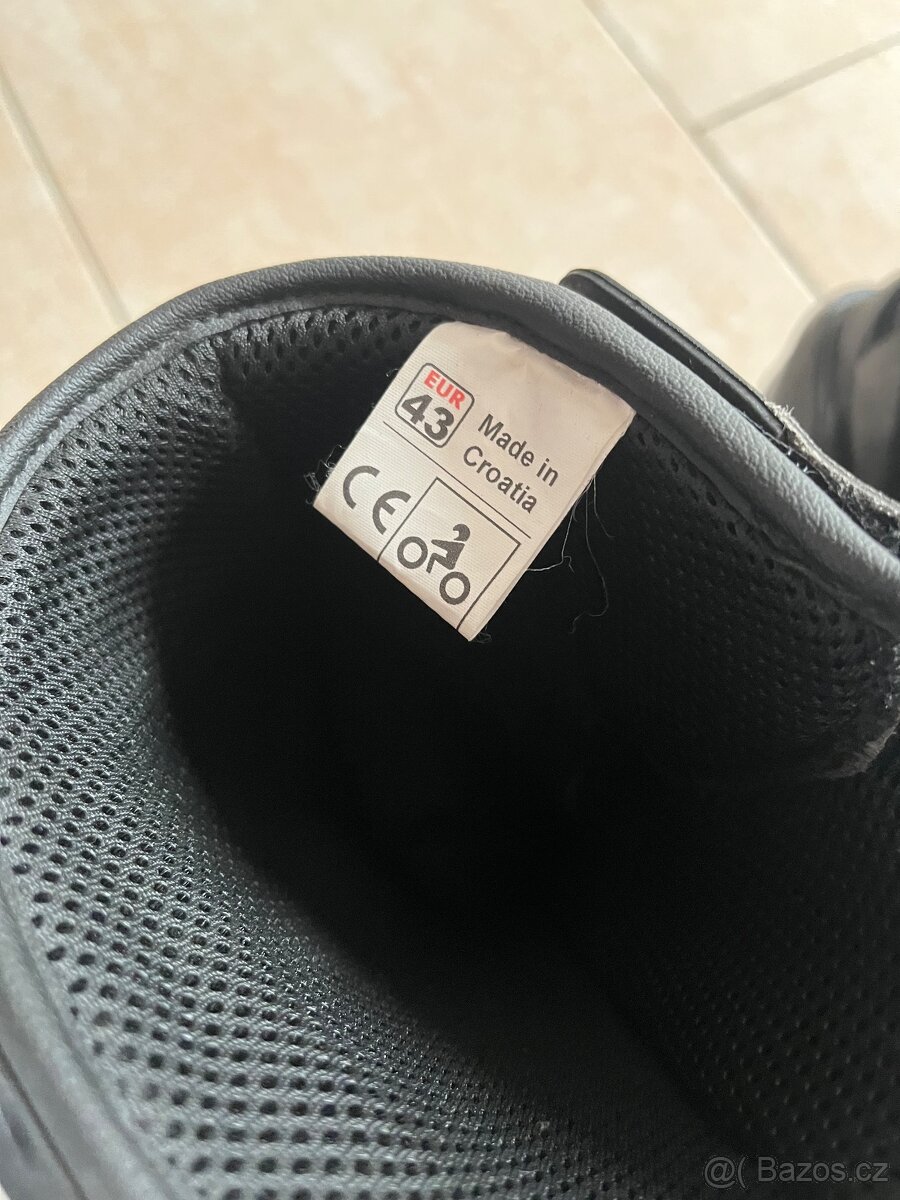 EUR
43
Made in
Croatia
CE
@( Bazos.cz